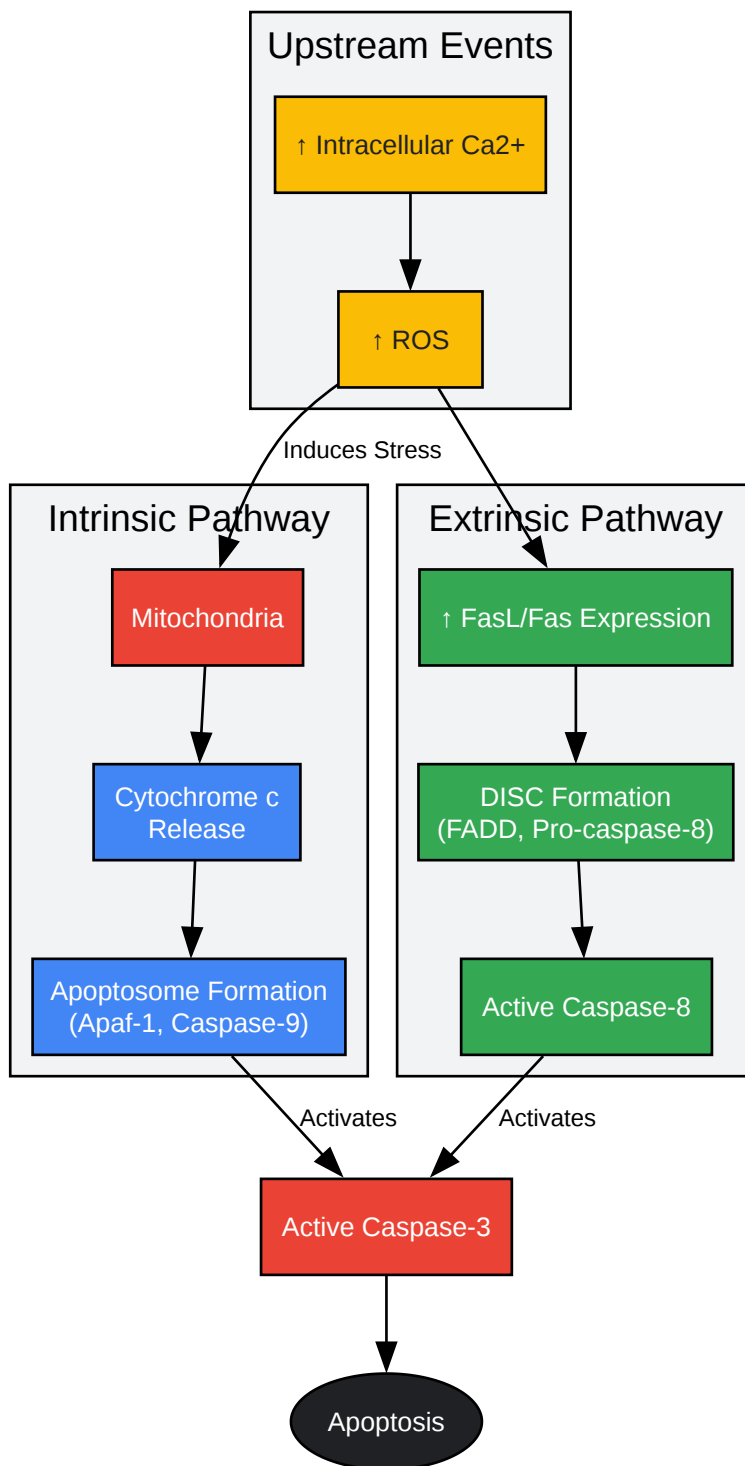 Upstream Events
↑ Intracellular Ca2+
↑ ROS
Induces Stress
Intrinsic Pathway
Mitochondria
Cytochrome c
Release
Apoptosome Formation
(Apaf-1, Caspase-9)
Extrinsic Pathway
↑ FasL/Fas Expression
DISC Formation
(FADD, Pro-caspase-8)
Active Caspase-8
Activates
Activates
Active Caspase-3
Apoptosis